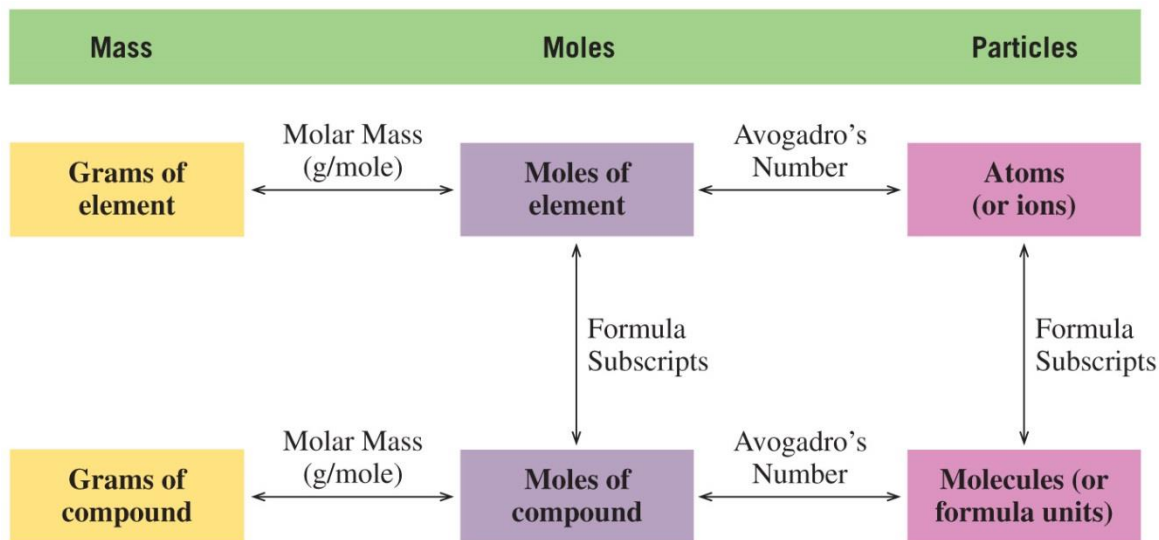 Mass
Moles
Particles
Molar Mass
(g/mole)
Avogadro’s
Number
Grams of
element
Moles of
element
Atoms
(or ions)
Formula
Subscripts
Formula
Subscripts
Molar Mass
(g/mole)
Avogadro’s
Number
Grams of
compound
Moles of
compound
Molecules (or
formula units)